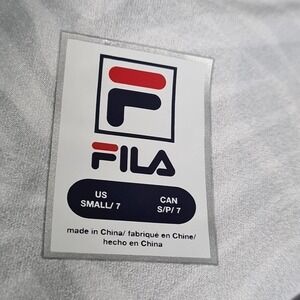 F
FILA
US CAN
SMALL/ 7 S/P/ 7
made in China/ fabriqué en Chine/
hecho en China